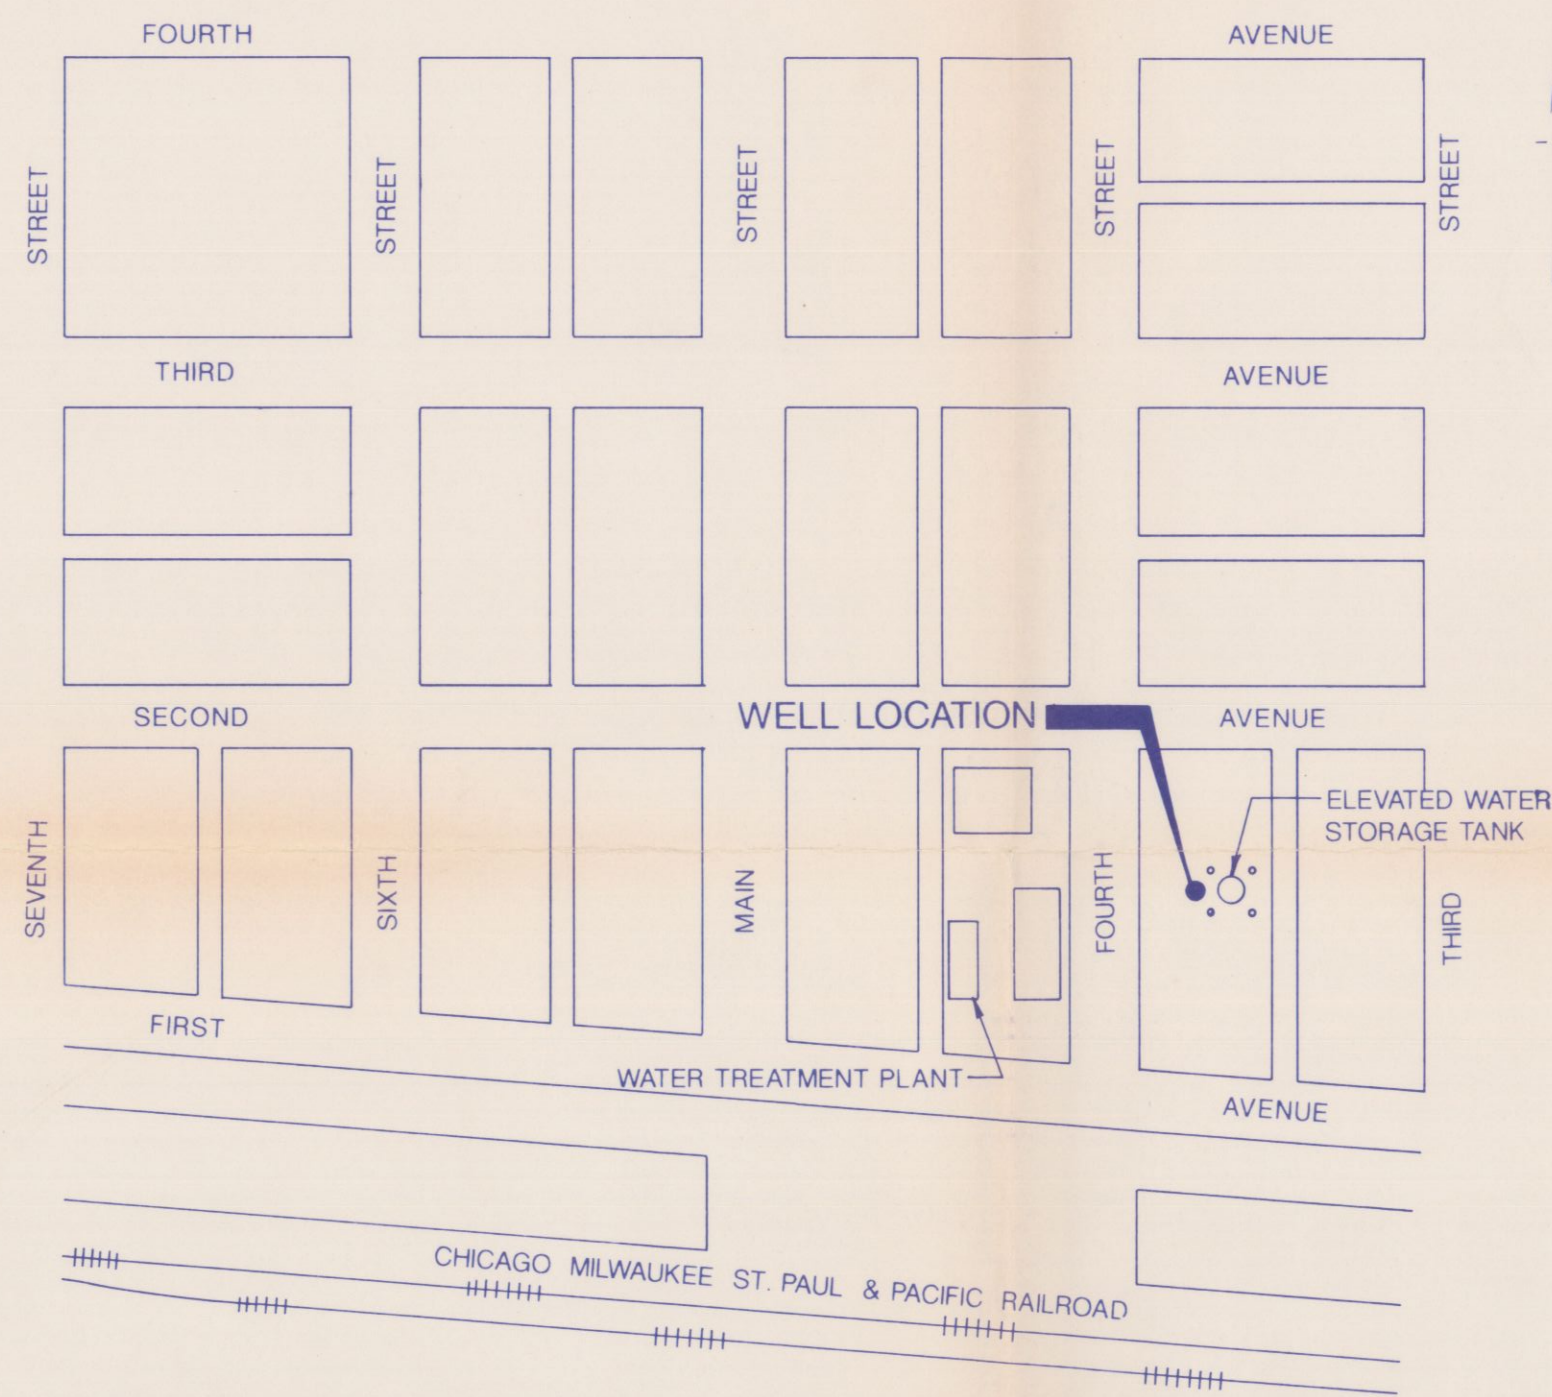 FOURTH AVENUE
STREET
STREET
STREET
STREET
STREET
THIRD AVENUE
SECOND
WELL LOCATION
AVENUE
ELEVATED WATER
STORAGE TANK
SEVENTH
SIXTH
MAIN
FOURTH
THIRD
FIRST
WATER TREATMENT PLANT
AVENUE
CHICAGO MILWAUKEE ST. PAUL & PACIFIC RAILROAD